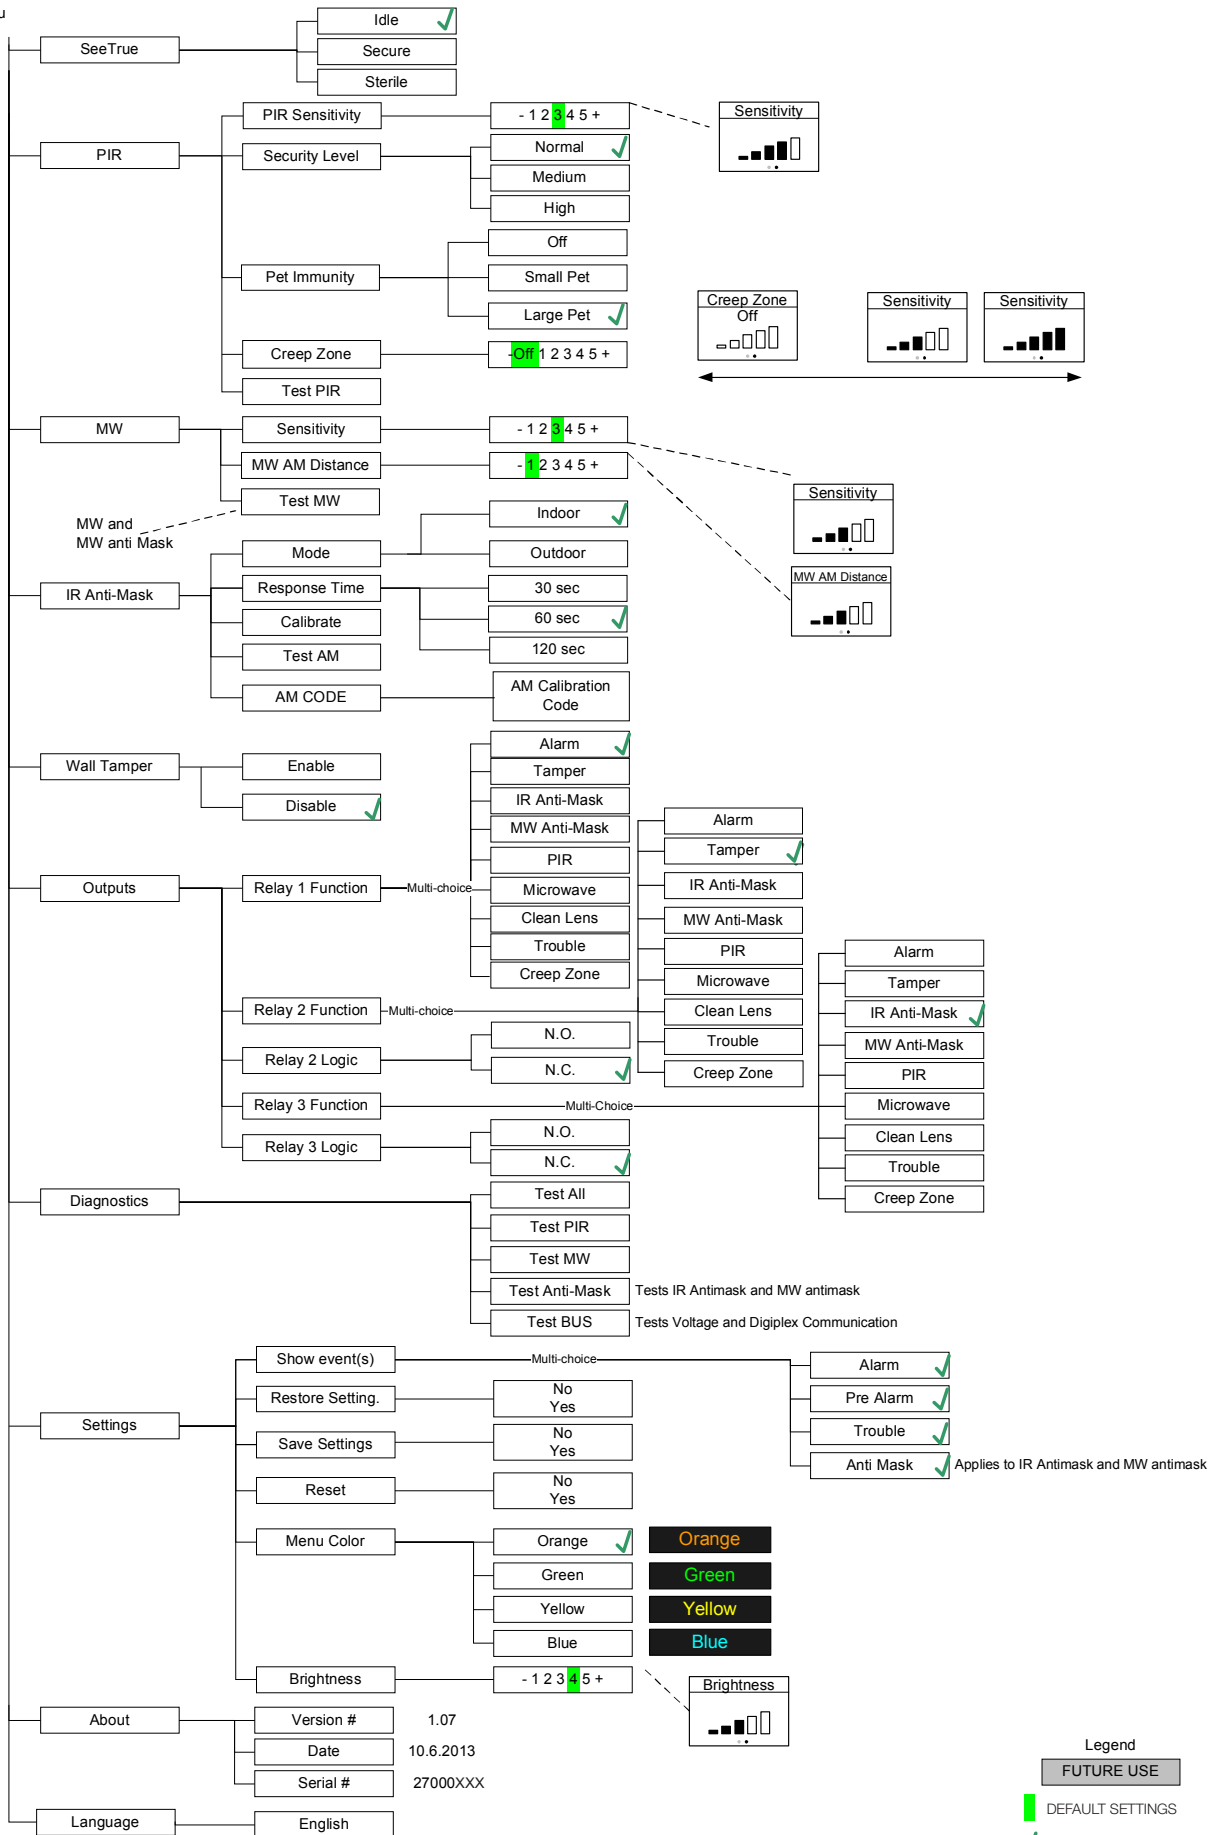 u
SeeTrue
Idle
Secure
Sterile
PIR
PIR Sensitivity
- 1 2 3 4 5 +
Sensitivity
Security Level
Normal
Medium
High
Pet Immunity
Off
Small Pet
Large Pet
Creep Zone
-Off 1 2 3 4 5 +
Creep Zone
Off
Sensitivity
Sensitivity
Test PIR
MW
Sensitivity
- 1 2 3 4 5 +
MW AM Distance
- 1 2 3 4 5 +
Test MW
MW and
MW anti Mask
Sensitivity
MW AM Distance
IR Anti-Mask
Mode
Indoor
Outdoor
Response Time
30 sec
60 sec
120 sec
Calibrate
Test AM
AM CODE
AM Calibration
Code
Wall Tamper
Enable
Disable
Outputs
Relay 1 Function
Multi-choice
Alarm
Tamper
IR Anti-Mask
MW Anti-Mask
PIR
Microwave
Clean Lens
Trouble
Creep Zone
Relay 2 Function
Multi-choice
Alarm
Tamper
IR Anti-Mask
MW Anti-Mask
PIR
Microwave
Clean Lens
Trouble
Creep Zone
Relay 2 Logic
N.O.
N.C.
Relay 3 Function
Multi-Choice
Alarm
Tamper
IR Anti-Mask
MW Anti-Mask
PIR
Microwave
Clean Lens
Trouble
Creep Zone
Relay 3 Logic
N.O.
N.C.
Diagnostics
Test All
Test PIR
Test MW
Test Anti-Mask
Tests IR Antimask and MW antimask
Test BUS
Tests Voltage and Digiplex Communication
Settings
Show event(s)
Multi-choice
Alarm
Pre Alarm
Trouble
Anti Mask
Applies to IR Antimask and MW antimask
Restore Setting.
No
Yes
Save Settings
No
Yes
Reset
No
Yes
Menu Color
Orange
Orange
Green
Green
Yellow
Yellow
Blue
Blue
Brightness
- 1 2 3 4 5 +
Brightness
About
Version #
1.07
Date
10.6.2013
Serial #
27000XXX
Language
English
Legend
FUTURE USE
DEFAULT SETTINGS